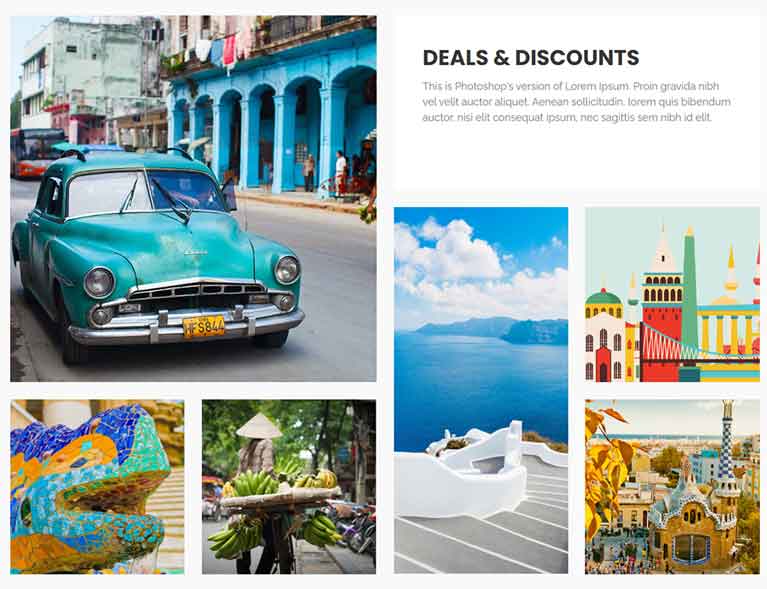 DEALS & DISCOUNTS
This is Photoshop's version of Lorem Ipsum. Proin gravida nibh
vel velit auctor aliquet. Aenean sollicitudin, lorem quis bibendum
auctor, nisi elit consequat ipsum, nec sagittis sem nibh id elit.
HFS844